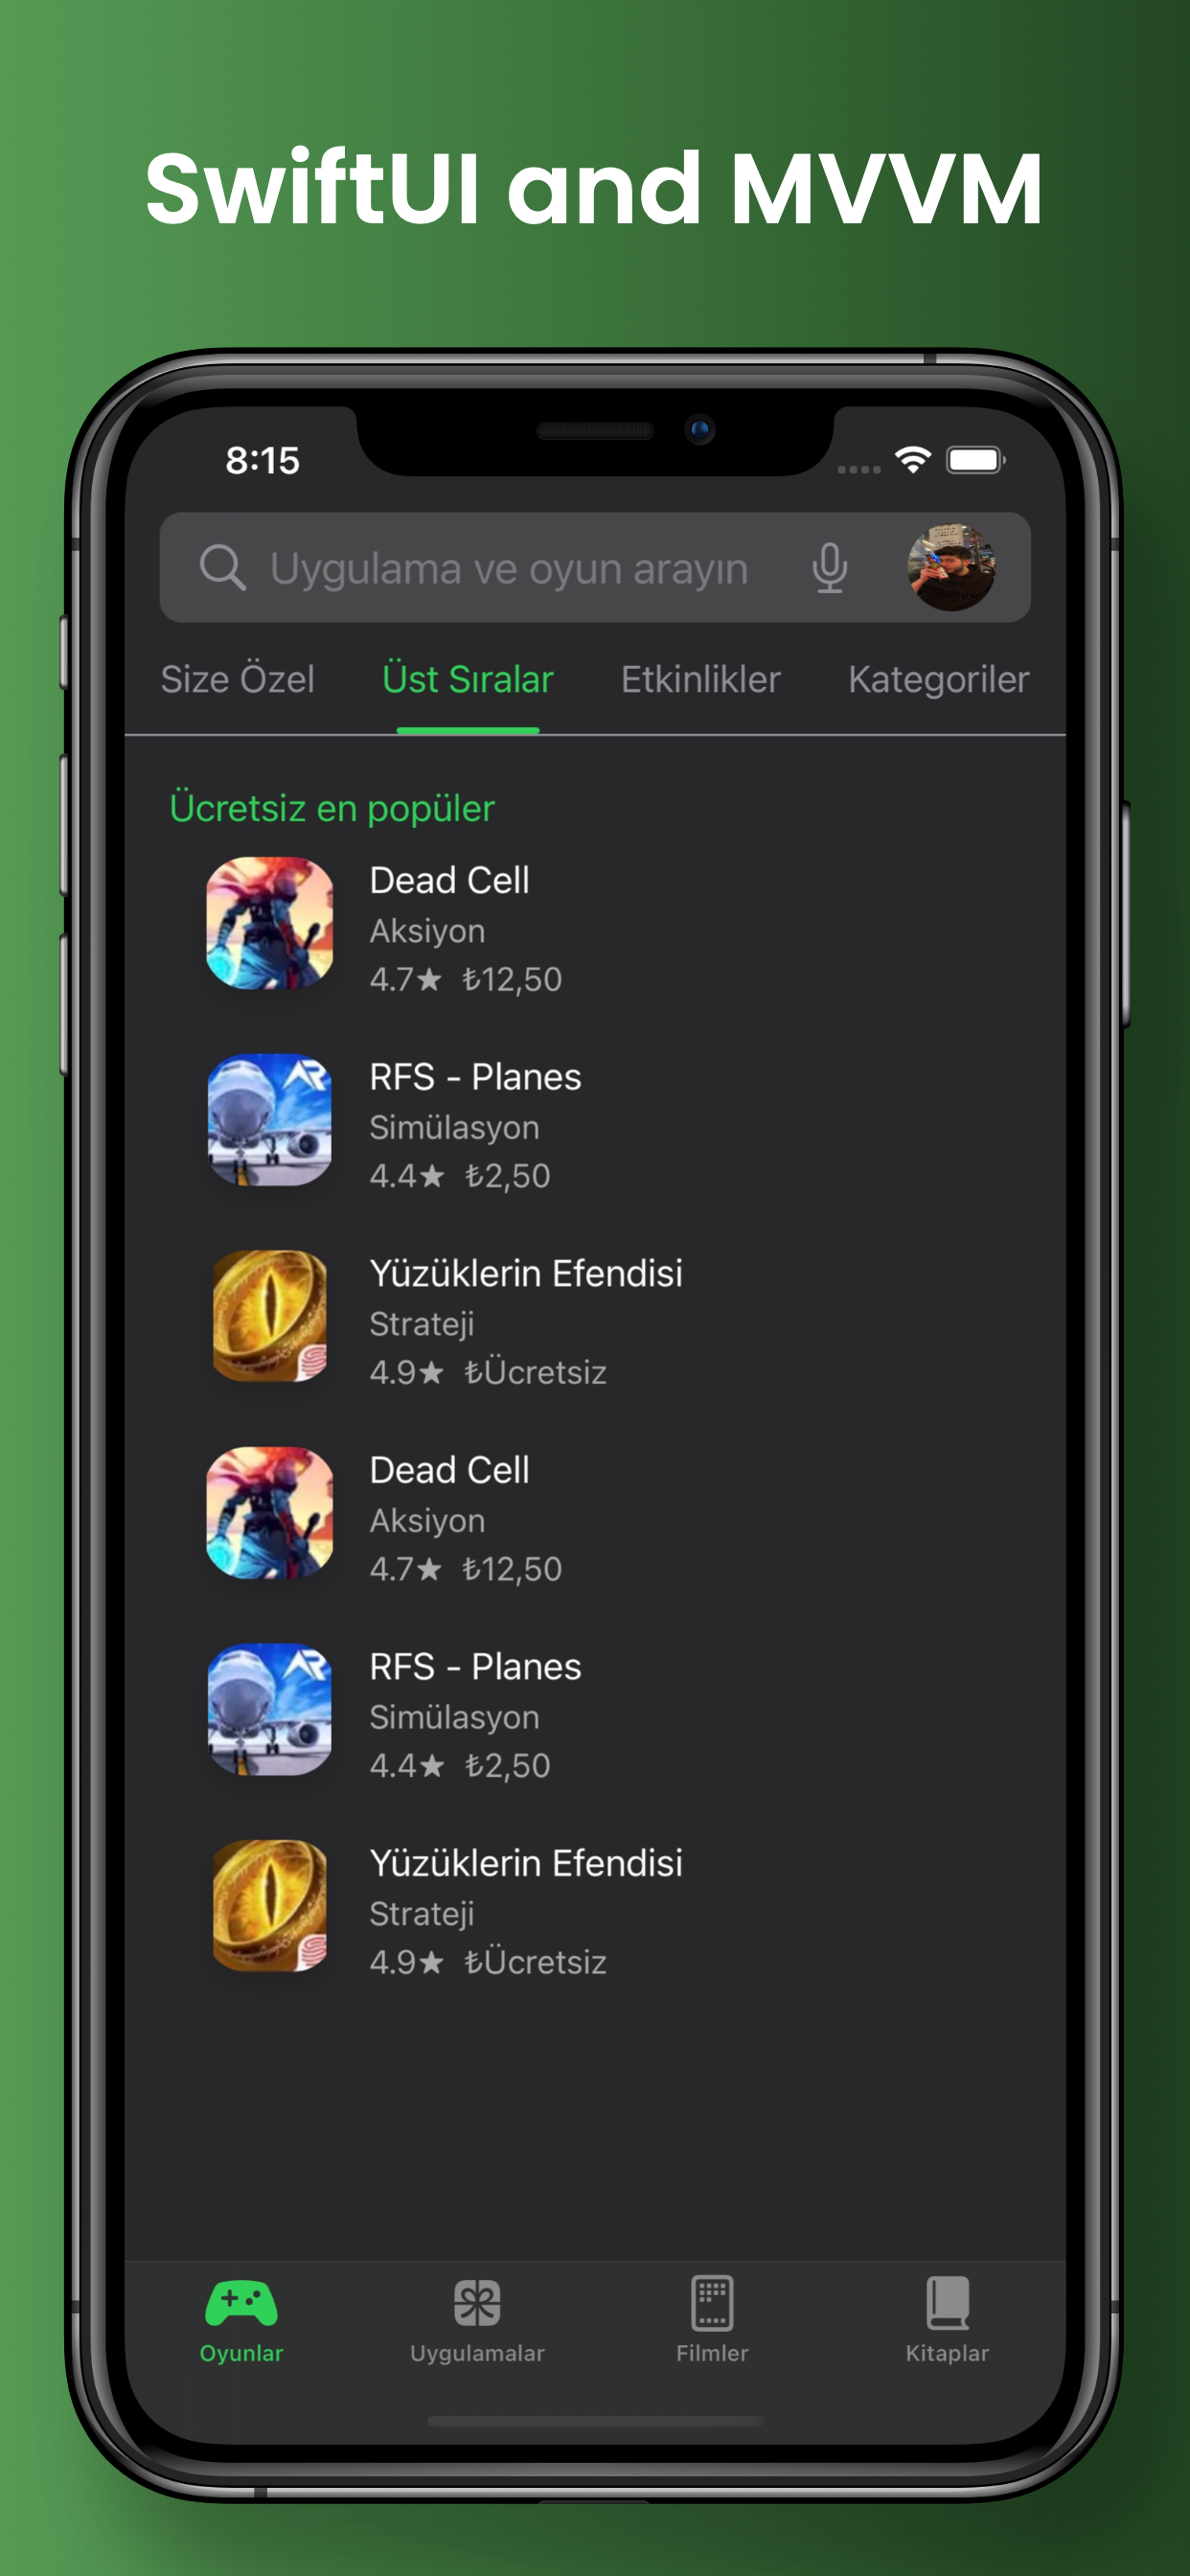 SwiftUI and MVVM
8:15
Uygulama ve oyun arayın
Size Özel Üst Sıralar Etkinlikler Kategoriler
Ücretsiz en popüler
Dead Cell
Aksiyon
4.7★ ₺12,50
RFS - Planes
Simülasyon
4.4★ ₺2,50
Yüzüklerin Efendisi
Strateji
4.9★ ₺Ücretsiz
Dead Cell
Aksiyon
4.7★ ₺12,50
RFS - Planes
Simülasyon
4.4★ ₺2,50
Yüzüklerin Efendisi
Strateji
4.9★ ₺Ücretsiz
Oyunlar Uygulamalar Filmler Kitaplar